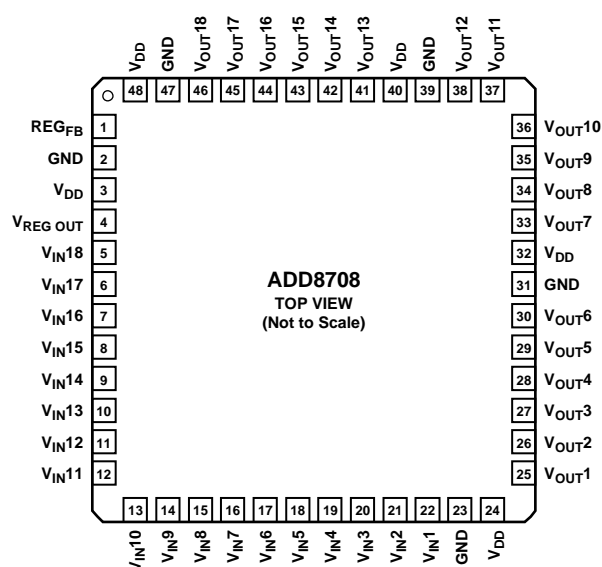 VDD
GND
VOUT18
VOUT17
VOUT16
VOUT15
VOUT14
VOUT13
VDD
GND
VOUT12
VOUT11
48 47 46 45 44 43 42 41 40 39 38 37
REGFB 1
GND 2
VDD 3
VREG OUT 4
VIN18 5
VIN17 6
VIN16 7
VIN15 8
VIN14 9
VIN13 10
VIN12 11
VIN11 12
ADD8708
TOP VIEW
(Not to Scale)
36 VOUT10
35 VOUT9
34 VOUT8
33 VOUT7
32 VDD
31 GND
30 VOUT6
29 VOUT5
28 VOUT4
27 VOUT3
26 VOUT2
25 VOUT1
13 14 15 16 17 18 19 20 21 22 23 24
VIN10
VIN9
VIN8
VIN7
VIN6
VIN5
VIN4
VIN3
VIN2
VIN1
GND
VDD